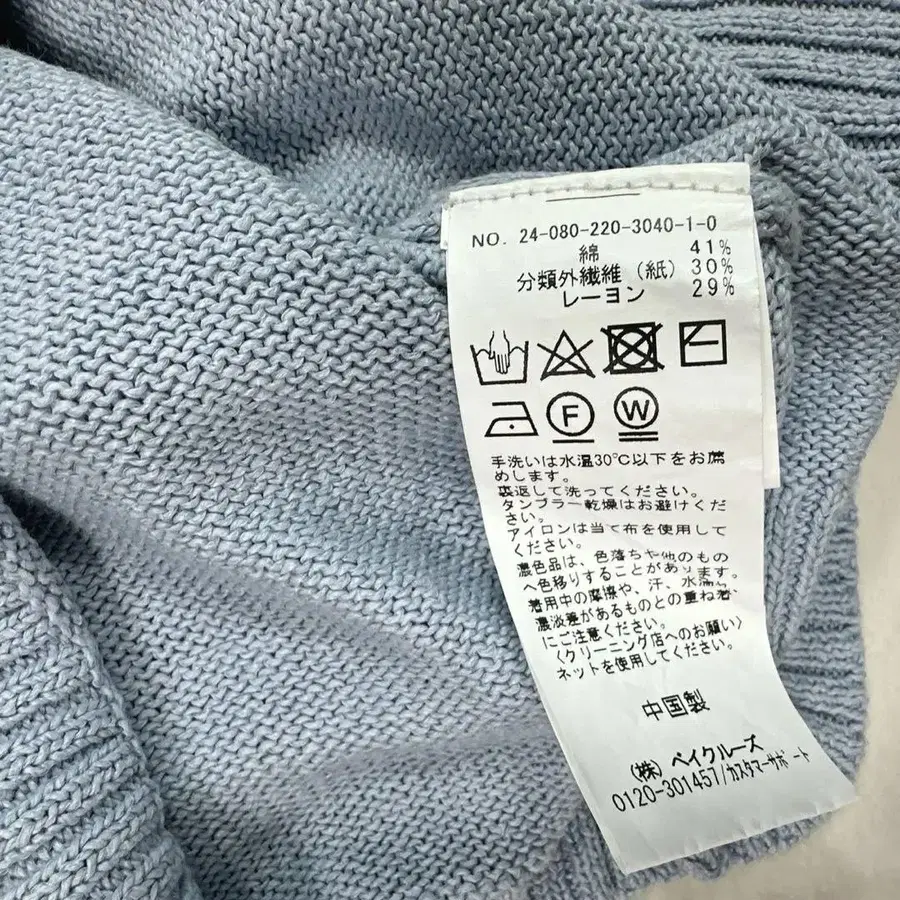 NO. 24-080-220-3040-1-0
綿 41%
分類外繊維（紙） 30%
レーヨン 29%
F W
手洗いは水温30℃以下をお薦
めします。
裏返して洗ってください。
タンブラー乾燥はお避けくだ
さい。
アイロンは当て布を使用して
ください。
濃色品は、色落ちや他のもの
へ色移りすることがあります。
着用中の摩擦や、汗、水濡
濃淡差があるものとの重ね着
にご注意ください。
〈クリーニング店へのお願い〉
ネットを使用してください。
中国製
（株）ベイクルーズ
0120-301457/カスタマーサポート